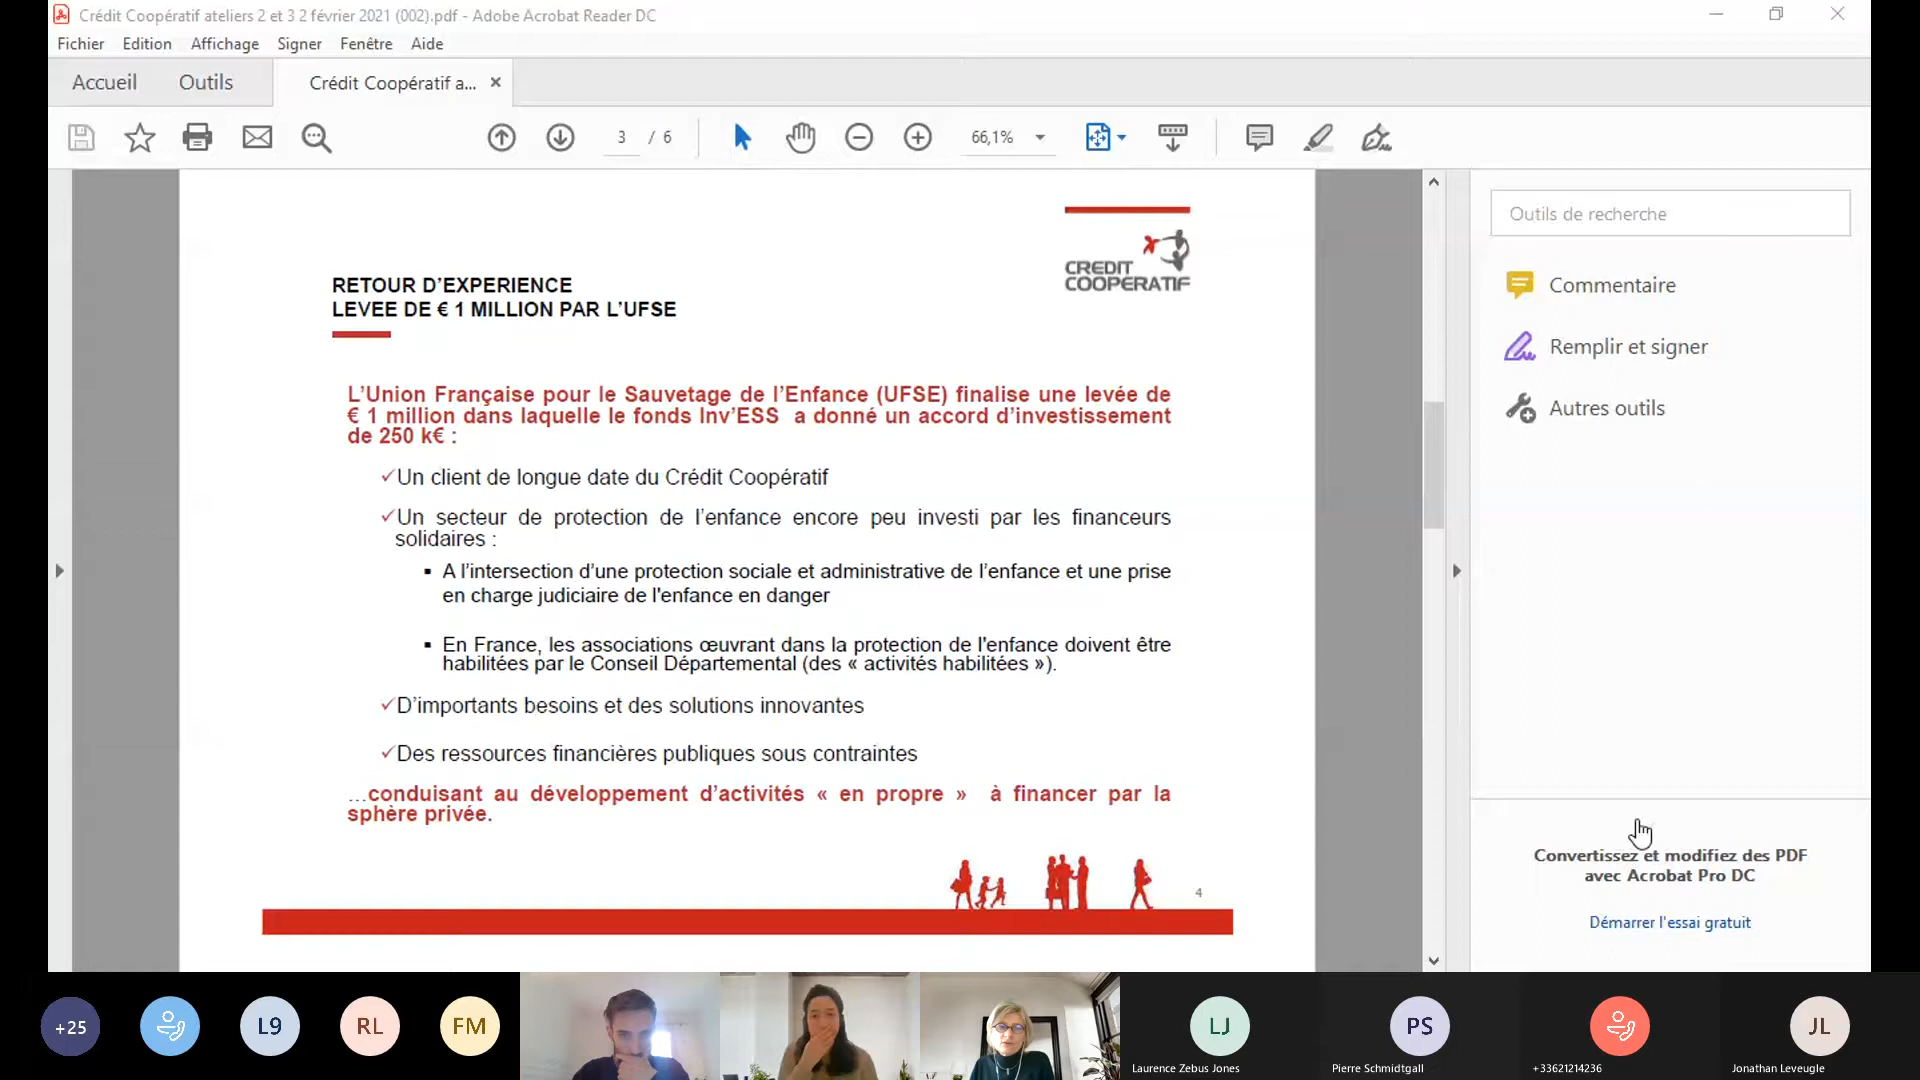 Crédit Coopératif ateliers 2 et 3 2 février 2021 (002).pdf - Adobe Acrobat Reader DC
Fichier Edition Affichage Signer Fenêtre Aide
Accueil Outils Crédit Coopératif a... ×
3 / 6 66,1%
Outils de recherche
Commentaire
Remplir et signer
Autres outils
Convertissez et modifiez des PDF
avec Acrobat Pro DC
Démarrer l'essai gratuit
CREDIT
COOPERATIF
RETOUR D'EXPERIENCE
LEVEE DE € 1 MILLION PAR L'UFSE
L'Union Française pour le Sauvetage de l'Enfance (UFSE) finalise une levée de
€ 1 million dans laquelle le fonds Inv'ESS a donné un accord d'investissement
de 250 k€ :
✓Un client de longue date du Crédit Coopératif
✓Un secteur de protection de l'enfance encore peu investi par les financeurs
solidaires :
▪ A l'intersection d'une protection sociale et administrative de l'enfance et une prise
en charge judiciaire de l'enfance en danger
▪ En France, les associations œuvrant dans la protection de l'enfance doivent être
habilitées par le Conseil Départemental (des « activités habilitées »).
✓D'importants besoins et des solutions innovantes
✓Des ressources financières publiques sous contraintes
...conduisant au développement d'activités « en propre » à financer par la
sphère privée.
4
+25 L9 RL FM LJ PS JL
Laurence Zebus Jones Pierre Schmidtgall +33621214236 Jonathan Leveugle